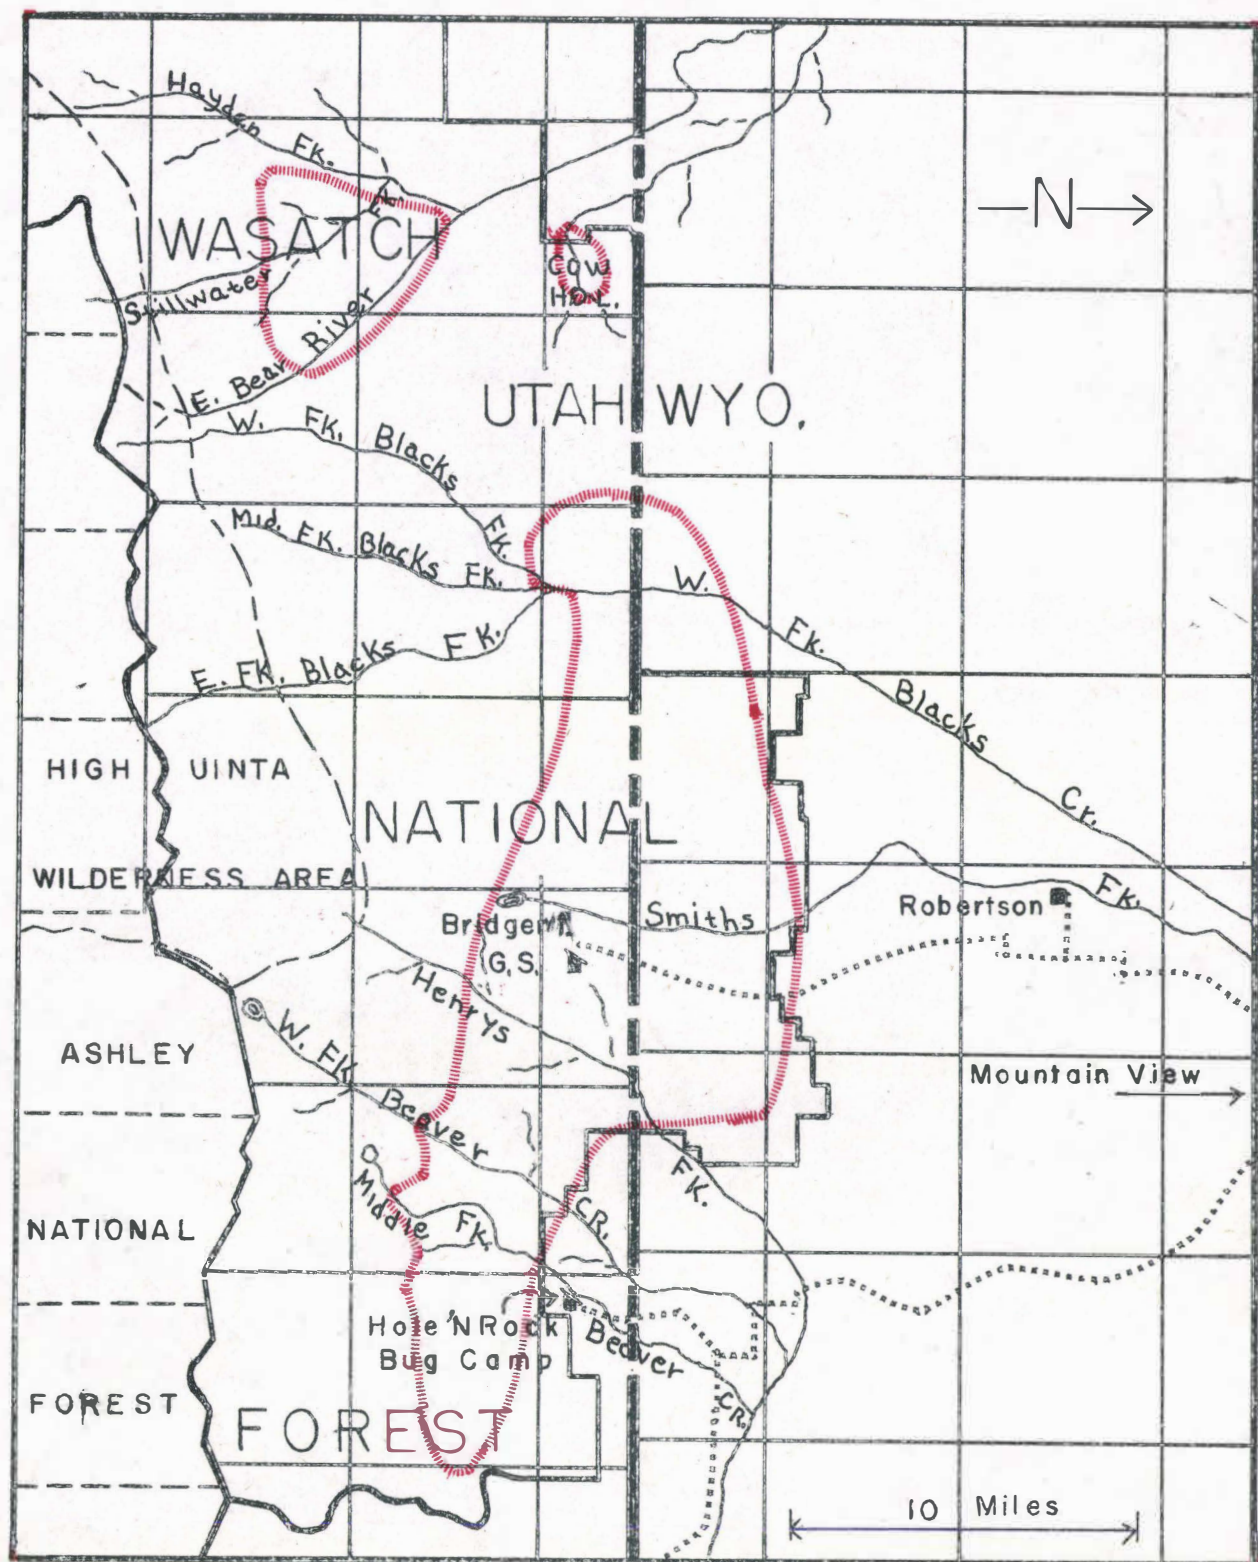 Hayden
Fk.
N
Fk.
WASATCH
Stillwater
Cow
HOL.
E. Bear River
UTAH WYO.
W. Fk. Blacks
Fk.
Mid. Fk. Blacks Fk.
W. Fk.
Blacks
Cr.
E. Fk. Blacks Fk.
HIGH UINTA
WILDERNESS AREA
NATIONAL
Smiths
Fk.
Robertson
Bridger
G.S.
Henrys
Fk.
ASHLEY
W. FK
Beaver
CR.
Mountain View
Middle
Fk.
NATIONAL
Hole 'N Rock
Bug Camp
Beaver
CR.
FOREST
FOREST
10 Miles